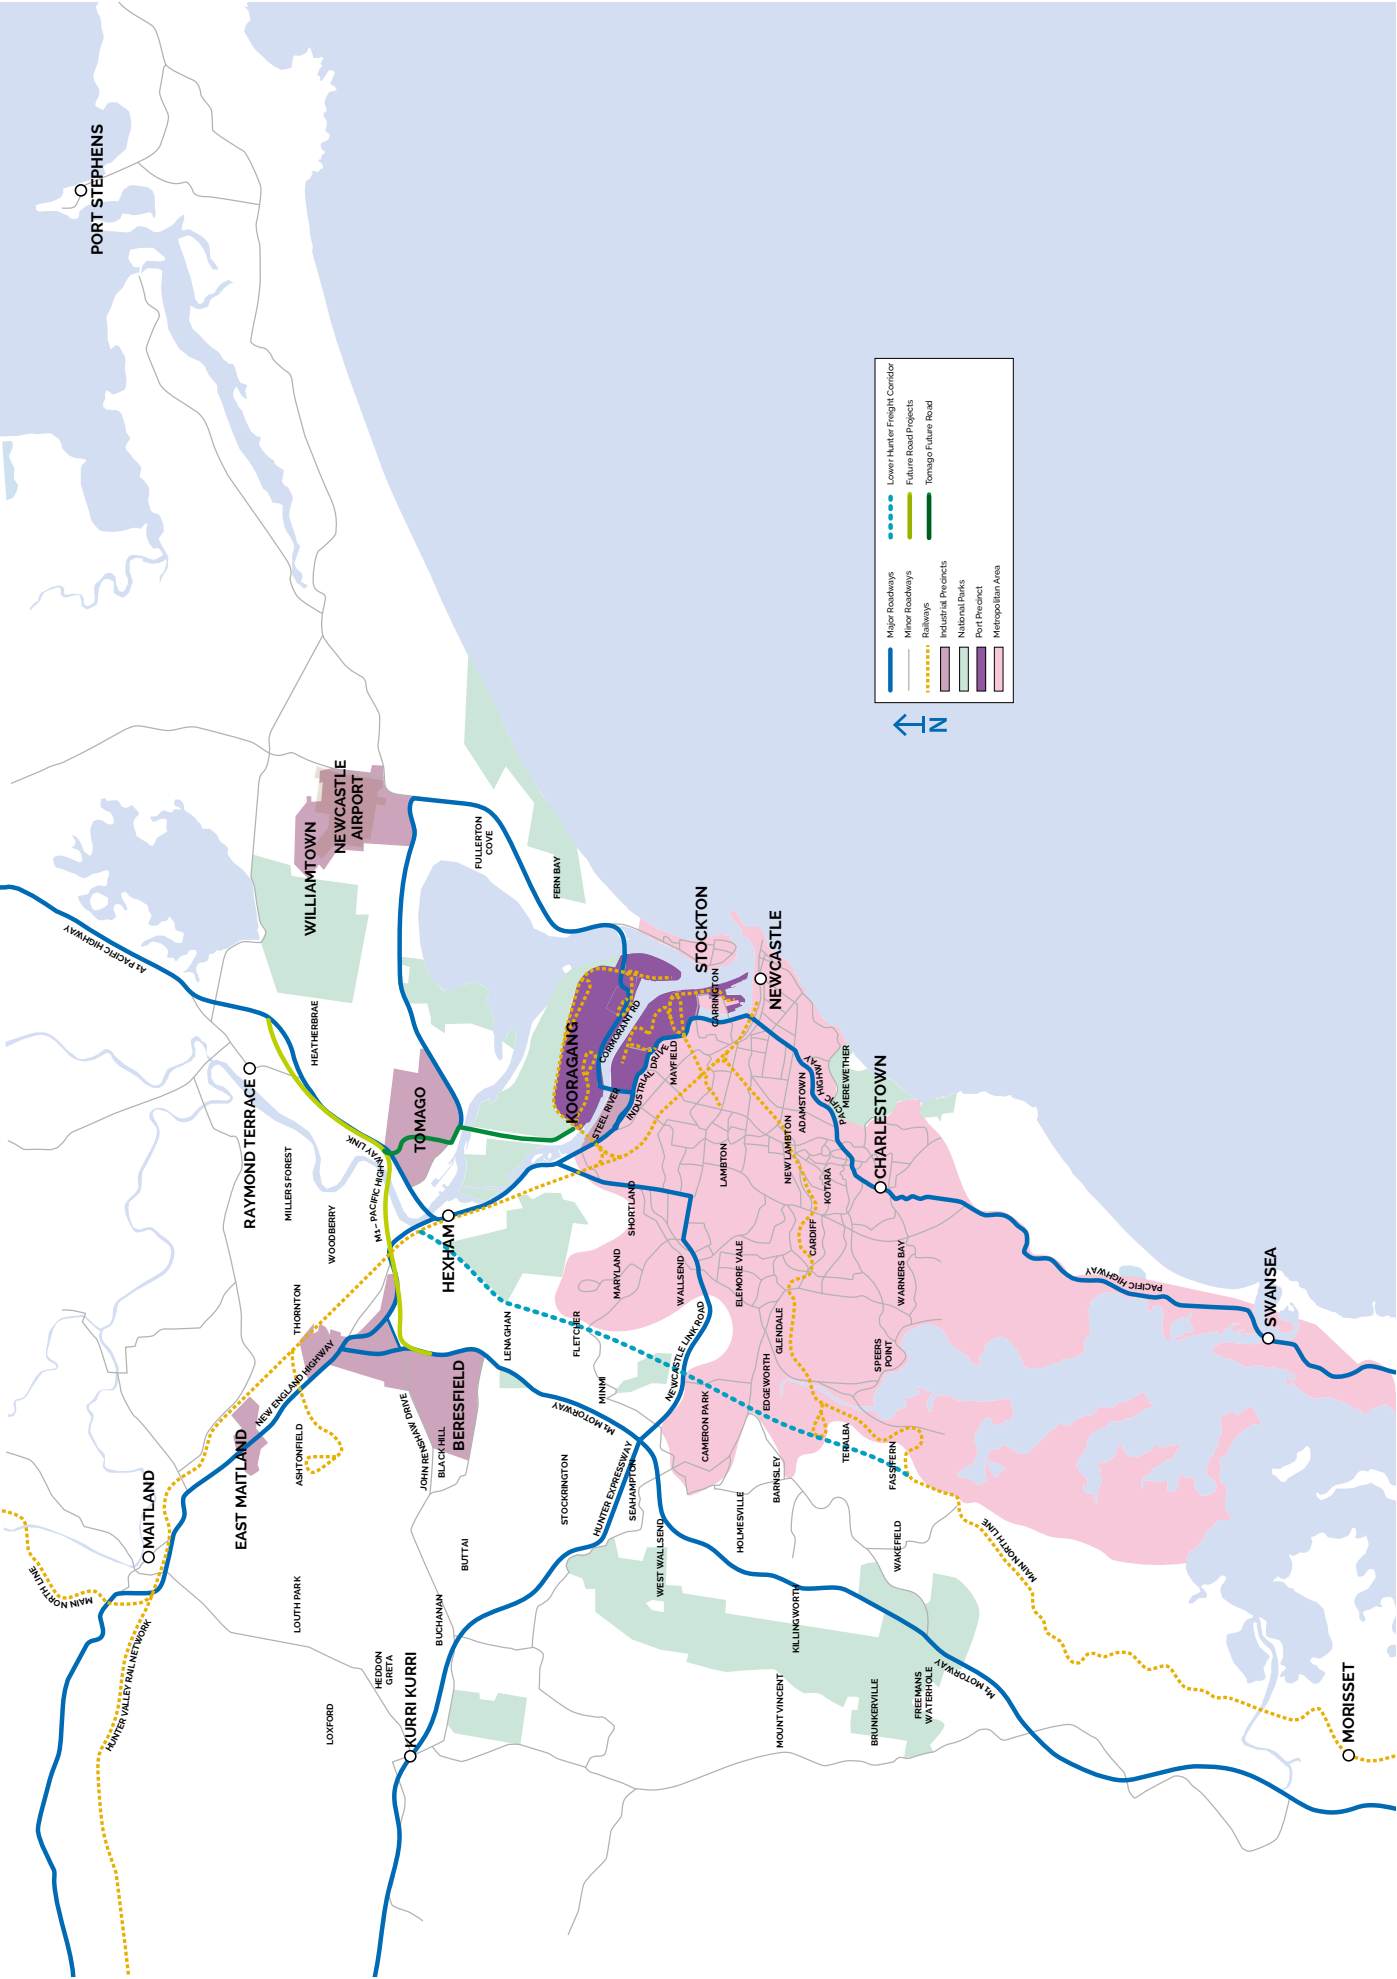 PORT STEPHENS
A1 PACIFIC HIGHWAY
WILLIAMTOWN
NEWCASTLE
AIRPORT
FULLERTON
COVE
FERN BAY
STOCKTON
NEWCASTLE
CARRINGTON
HEATHERBRAE
RAYMOND TERRACE
TOMAGO
KOORAGANG
CORMORANT RD
INDUSTRIAL DRIVE
STEEL RIVER
MAYFIELD
MILLERS FOREST
WOODBERRY
M1 - PACIFIC HIGHWAY LINK
HEXHAM
THORNTON
NEW ENGLAND HIGHWAY
BERESFIELD
JOHN RENSHAW DRIVE
BLACK HILL
ASHTONFIELD
EAST MAITLAND
MAITLAND
MAIN NORTH LINE
MAIN NORTH LINE
HUNTER VALLEY RAIL NETWORK
LOUTH PARK
LOXFORD
HEDDON
GRETA
KURRI KURRI
BUCHANAN
BUTTAI
STOCKRINGTON
HUNTER EXPRESSWAY
SEAHAMPTON
WEST WALLSEND
M1 MOTORWAY
MINMI
LENAGHAN
FLETCHER
MARYLAND
SHORTLAND
WALLSEND
NEWCASTLE LINK ROAD
CAMERON PARK
ELEMORE VALE
GLENDALE
EDGEWORTH
BARNSLEY
HOLMESVILLE
KILLINGWORTH
MOUNT VINCENT
BRUNKERVILLE
FREEMANS
WATERHOLE
M1 MOTORWAY
WAKEFIELD
FASSIFERN
TERALBA
SPEERS
POINT
WARNERS BAY
CARDIFF
KOTARA
LAMBTON
NEW LAMBTON
ADAMSTOWN
PACIFIC HIGHWAY
MEREWETHER
CHARLESTOWN
PACIFIC HIGHWAY
SWANSEA
MAIN NORTH LINE
MORISSET
N
Major Roadways
Minor Roadways
Railways
Industrial Precincts
National Parks
Port Precinct
Metropolitan Area
Lower Hunter Freight Corridor
Future Road Projects
Tomago Future Road